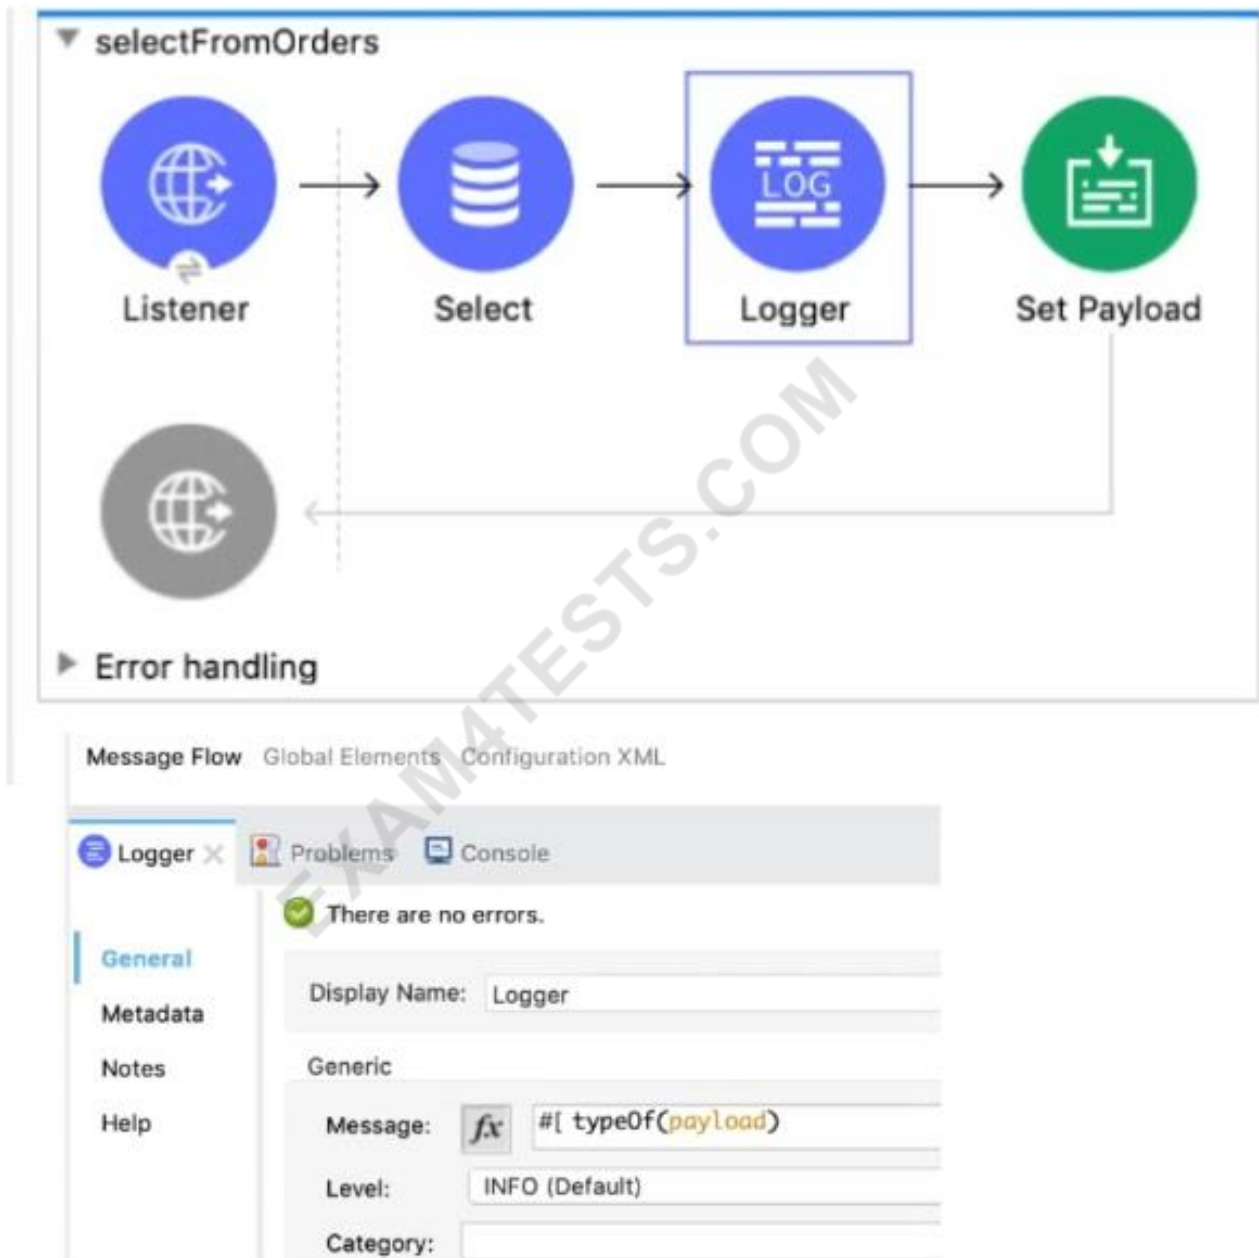 selectFromOrders
LOG
Listener
Select
Logger
Set Payload
Error handling
EXAM4TESTS.COM
Message Flow Global Elements Configuration XML
Logger Problems Console
There are no errors.
General
Display Name: Logger
Metadata
Notes
Generic
Help
Message: fx #[ typeOf(payload)
Level: INFO (Default)
Category: